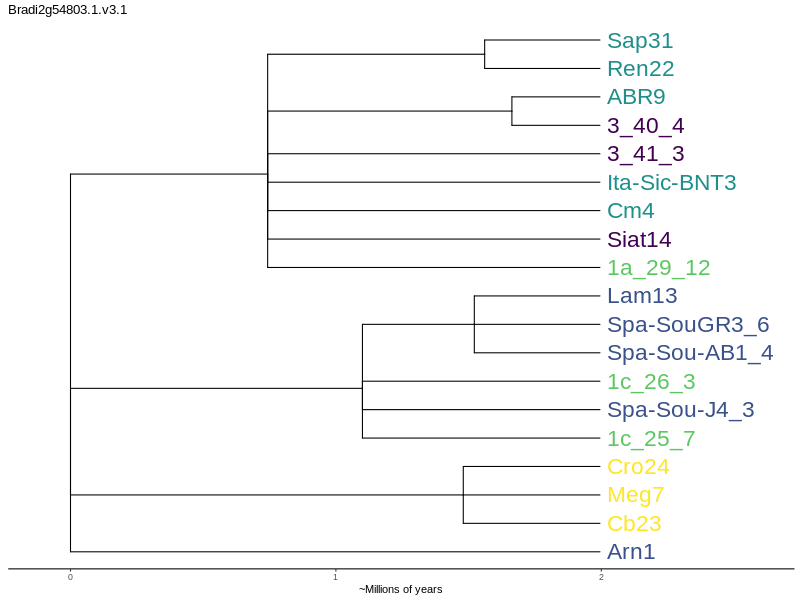 Bradi2g54803.1.v3.1
Sap31
Ren22
ABR9
3_40_4
3_41_3
Ita-Sic-BNT3
Cm4
Siat14
1a_29_12
Lam13
Spa-SouGR3_6
Spa-Sou-AB1_4
1c_26_3
Spa-Sou-J4_3
1c_25_7
Cro24
Meg7
Cb23
Arn1
0 1 2
~Millions of years